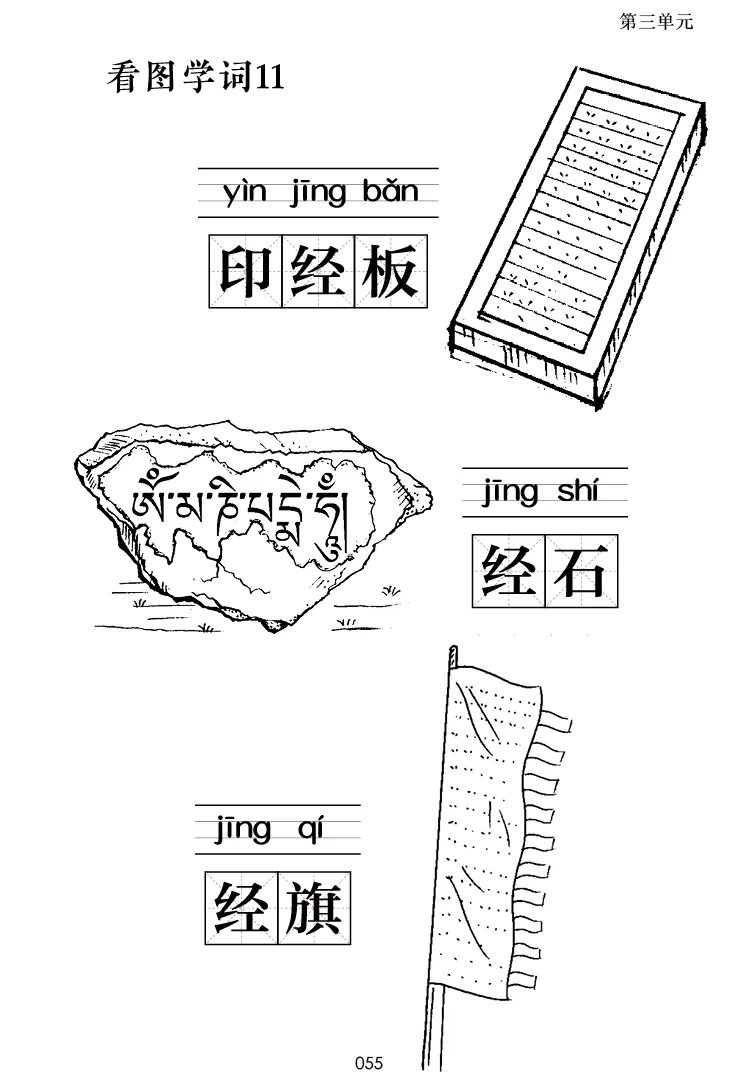 第三单元
看图学词11
yìn jīng bǎn
印经板
ༀ་མ་ཎི་པདྨེ་ཧཱུྃ།
jīng shí
经石
jīng qí
经旗
055